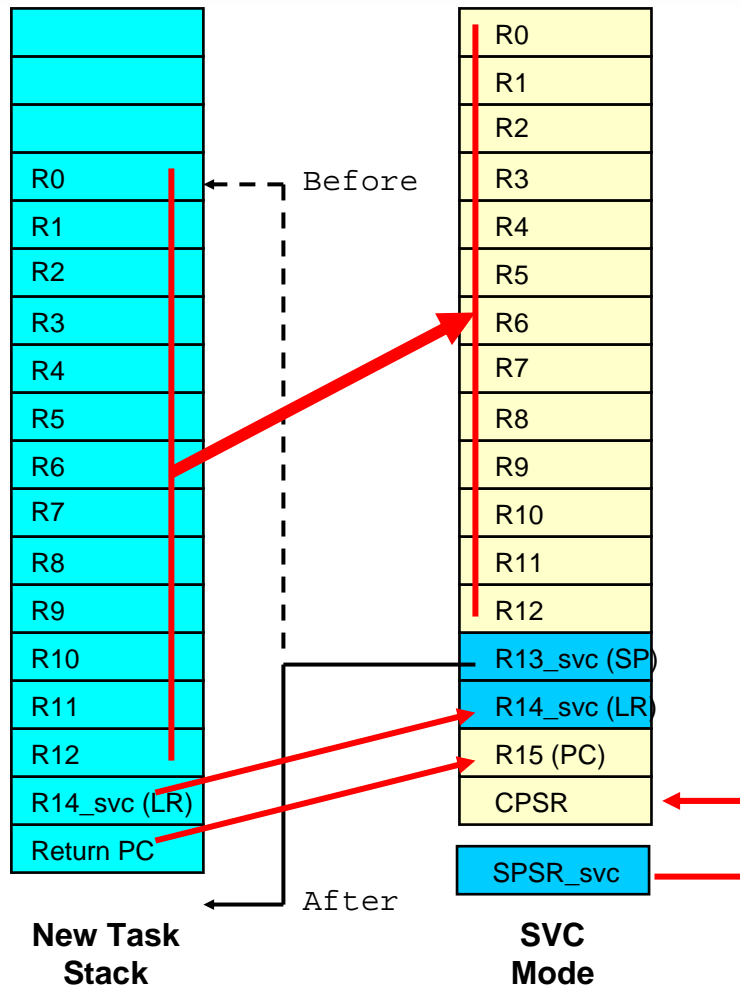 R0
R1
R2
R3
R4
R5
R6
R7
R8
R9
R10
R11
R12
R14_svc (LR)
Return PC
New Task
Stack
Before
After
R0
R1
R2
R3
R4
R5
R6
R7
R8
R9
R10
R11
R12
R13_svc (SP)
R14_svc (LR)
R15 (PC)
CPSR
SPSR_svc
SVC
Mode